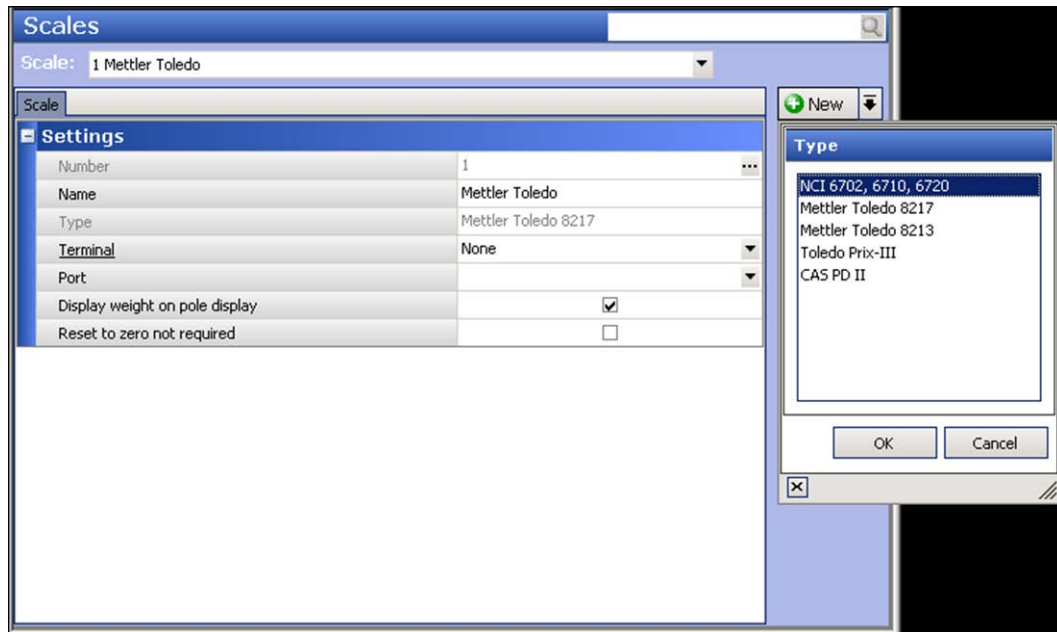 Scales
Scale: 1 Mettler Toledo
Scale
Settings
Number 1 ...
Name Mettler Toledo
Type Mettler Toledo 8217
Terminal None
Port
Display weight on pole display
Reset to zero not required
New
Type
NCI 6702, 6710, 6720
Mettler Toledo 8217
Mettler Toledo 8213
Toledo Prix-III
CAS PD II
OK Cancel